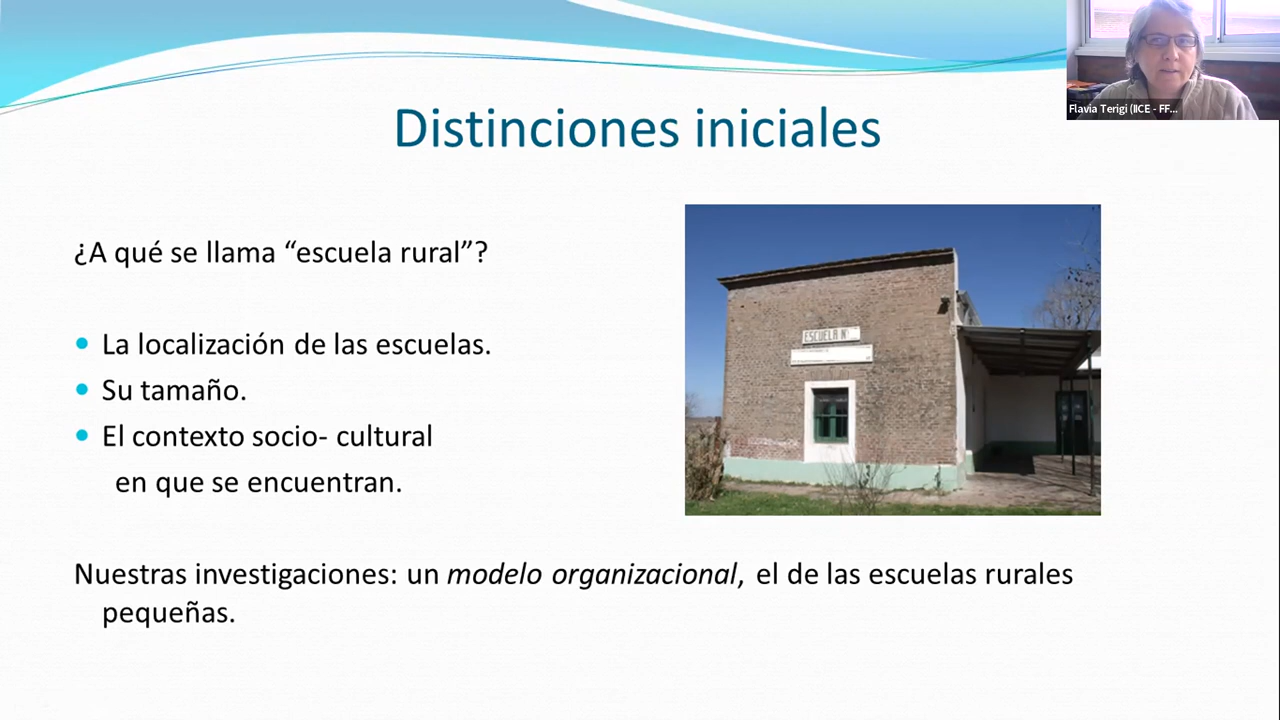 Flavia Terigi (IICE - FF...
Distinciones iniciales
¿A qué se llama “escuela rural”?
La localización de las escuelas.
Su tamaño.
El contexto socio- cultural
en que se encuentran.
ESCUELA N
Nuestras investigaciones: un modelo organizacional, el de las escuelas rurales
pequeñas.